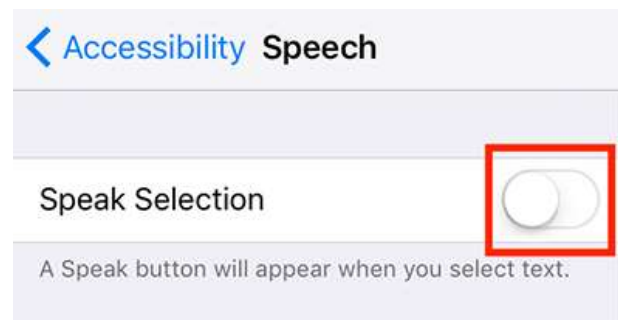 Accessibility Speech
Speak Selection
A Speak button will appear when you select text.